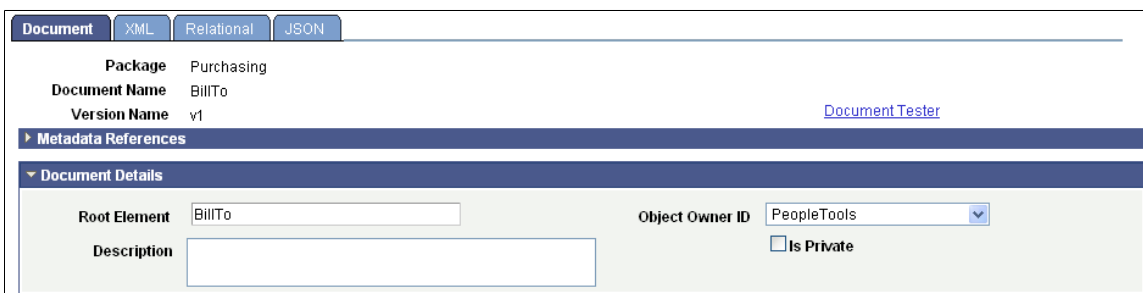 Document XML Relational JSON
Package Purchasing
Document Name BillTo
Version Name v1 Document Tester
Metadata References
Document Details
Root Element BillTo Object Owner ID PeopleTools
Description Is Private